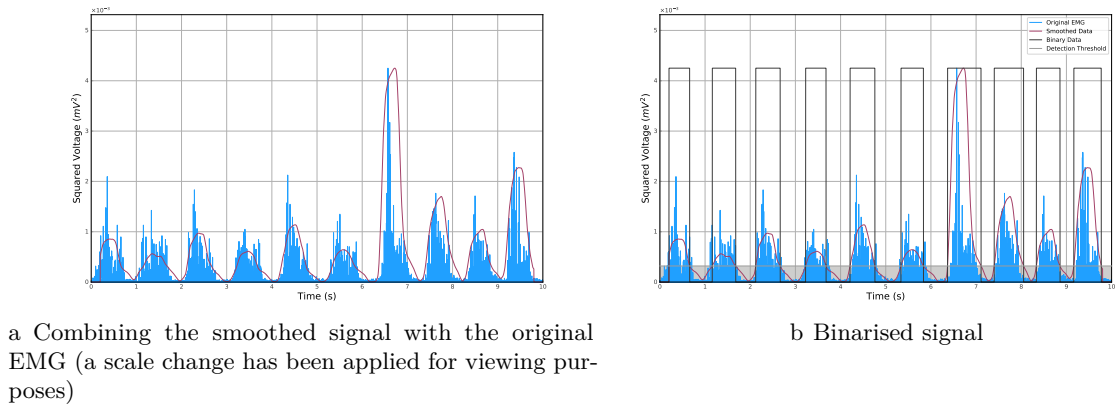 ×10⁻³
5
4
3
2
1
0
Squared Voltage (mV²)
0 1 2 3 4 5 6 7 8 9 10
Time (s)
a Combining the smoothed signal with the original
EMG (a scale change has been applied for viewing pur-
poses)
×10⁻³
5
4
3
2
1
0
Squared Voltage (mV²)
0 1 2 3 4 5 6 7 8 9 10
Time (s)
Original EMG
Smoothed Data
Binary Data
Detection Threshold
b Binarised signal